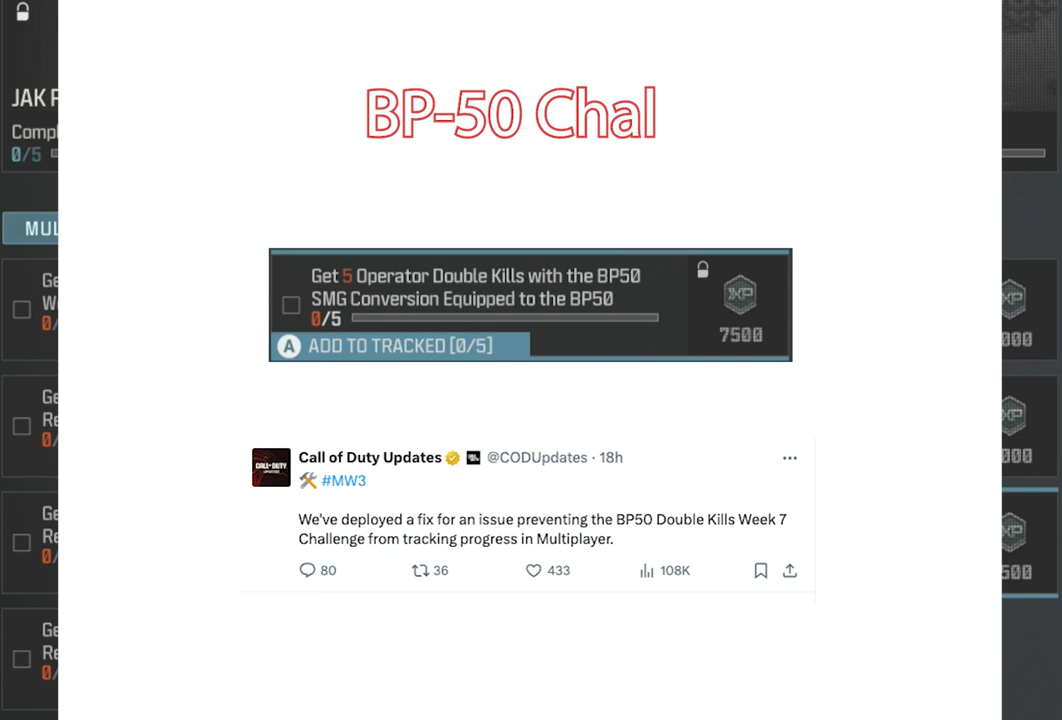 BP-50 Chal
JAK
Compl
0/5
MUL
Get 5 Operator Double Kills with the BP50
SMG Conversion Equipped to the BP50
0/5
7500
A ADD TO TRACKED [0/5]
Call of Duty Updates @CODUpdates · 18h
#MW3
We've deployed a fix for an issue preventing the BP50 Double Kills Week 7
Challenge from tracking progress in Multiplayer.
80 36 433 108K